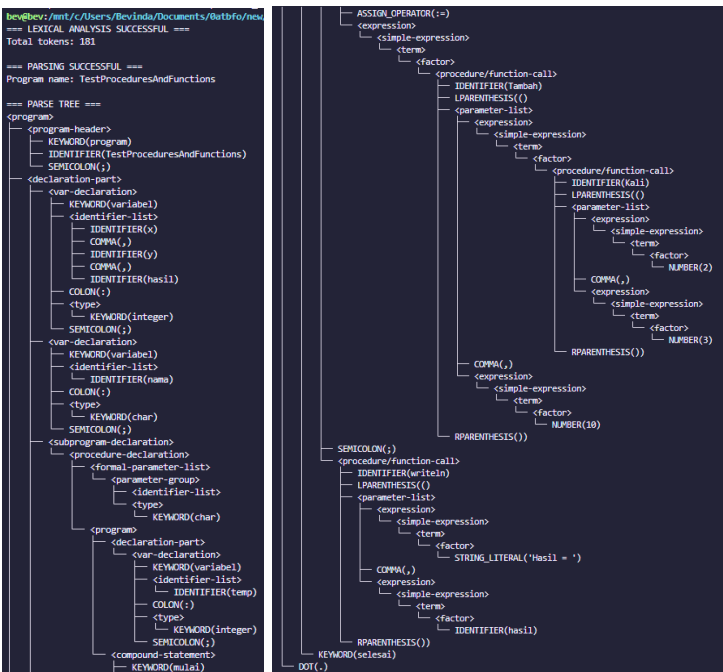 bev@bev:/mnt/c/Users/Bevinda/Documents/0atbfo/new/
=== LEXICAL ANALYSIS SUCCESSFUL ===
Total tokens: 181
=== PARSING SUCCESSFUL ===
Program name: TestProceduresAndFunctions
=== PARSE TREE ===
<program>
├── <program-header>
│   ├── KEYWORD(program)
│   ├── IDENTIFIER(TestProceduresAndFunctions)
│   └── SEMICOLON(;)
├── <declaration-part>
│   ├── <var-declaration>
│   │   ├── KEYWORD(variabel)
│   │   ├── <identifier-list>
│   │   │   ├── IDENTIFIER(x)
│   │   │   ├── COMMA(,)
│   │   │   ├── IDENTIFIER(y)
│   │   │   ├── COMMA(,)
│   │   │   └── IDENTIFIER(hasil)
│   │   ├── COLON(:)
│   │   ├── <type>
│   │   │   └── KEYWORD(integer)
│   │   └── SEMICOLON(;)
│   ├── <var-declaration>
│   │   ├── KEYWORD(variabel)
│   │   ├── <identifier-list>
│   │   │   └── IDENTIFIER(nama)
│   │   ├── COLON(:)
│   │   ├── <type>
│   │   │   └── KEYWORD(char)
│   │   └── SEMICOLON(;)
│   ├── <subprogram-declaration>
│   │   └── <procedure-declaration>
│   │       ├── <formal-parameter-list>
│   │       │   └── <parameter-group>
│   │       │       ├── <identifier-list>
│   │       │       └── <type>
│   │       │           └── KEYWORD(char)
│   │       └── <program>
│   │           ├── <declaration-part>
│   │           │   └── <var-declaration>
│   │           │       ├── KEYWORD(variabel)
│   │           │       ├── <identifier-list>
│   │           │       │   └── IDENTIFIER(temp)
│   │           │       ├── COLON(:)
│   │           │       ├── <type>
│   │           │       │   └── KEYWORD(integer)
│   │           │       └── SEMICOLON(;)
│   │           └── <compound-statement>
│   │               ├── KEYWORD(mulai)
├── ASSIGN_OPERATOR(:=)
└── <expression>
└── <simple-expression>
└── <term>
└── <factor>
└── <procedure/function-call>
├── IDENTIFIER(Tambah)
├── LPARENTHESIS(()
├── <parameter-list>
├── <expression>
└── <simple-expression>
└── <term>
└── <factor>
└── <procedure/function-call>
├── IDENTIFIER(Kali)
├── LPARENTHESIS(()
├── <parameter-list>
├── <expression>
└── <simple-expression>
└── <term>
└── <factor>
└── NUMBER(2)
├── COMMA(,)
└── <expression>
└── <simple-expression>
└── <term>
└── <factor>
└── NUMBER(3)
└── RPARENTHESIS())
├── COMMA(,)
└── <expression>
└── <simple-expression>
└── <term>
└── <factor>
└── NUMBER(10)
└── RPARENTHESIS())
├── SEMICOLON(;)
└── <procedure/function-call>
├── IDENTIFIER(writeln)
├── LPARENTHESIS(()
├── <parameter-list>
├── <expression>
└── <simple-expression>
└── <term>
└── <factor>
└── STRING_LITERAL('Hasil = ')
├── COMMA(,)
└── <expression>
└── <simple-expression>
└── <term>
└── <factor>
└── IDENTIFIER(hasil)
└── RPARENTHESIS())
└── KEYWORD(selesai)
└── DOT(.)